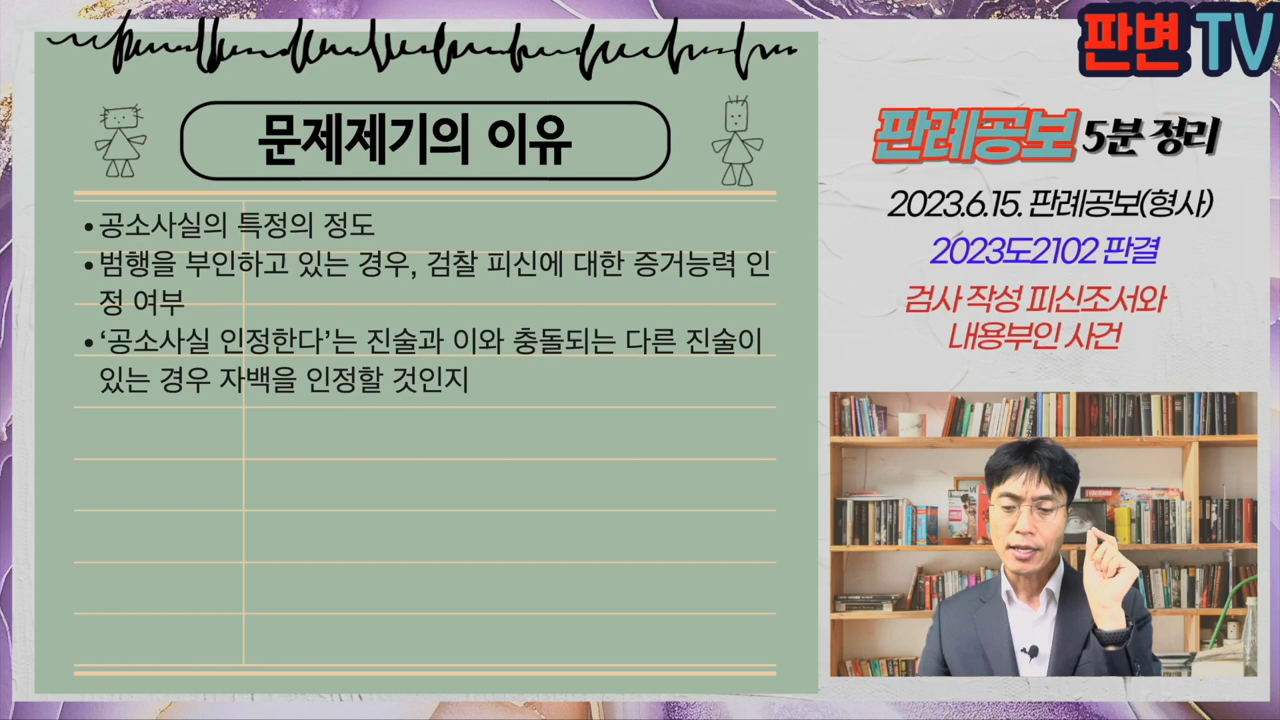 판변 TV
문제제기의 이유
• 공소사실의 특정의 정도
• 범행을 부인하고 있는 경우, 검찰 피신에 대한 증거능력 인
정 여부
• ‘공소사실 인정한다’는 진술과 이와 충돌되는 다른 진술이
있는 경우 자백을 인정할 것인지
판례공보 5분 정리
2023.6.15. 판례공보(형사)
2023도2102 판결
검사 작성 피신조서와
내용부인 사건